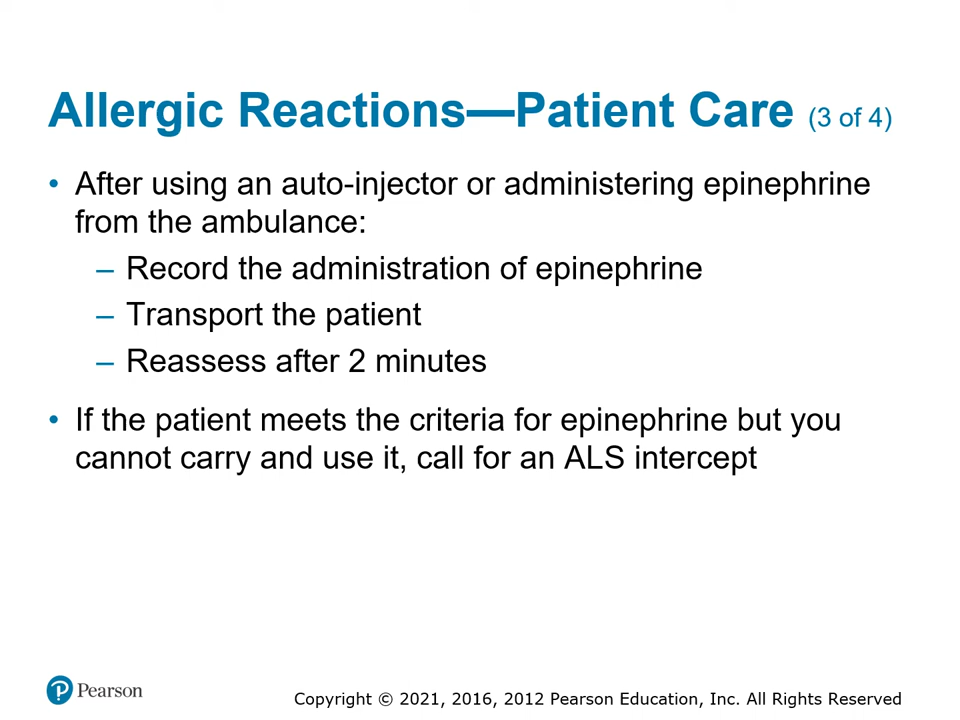 Allergic Reactions—Patient Care (3 of 4)
• After using an auto-injector or administering epinephrine
from the ambulance:
– Record the administration of epinephrine
– Transport the patient
– Reassess after 2 minutes
• If the patient meets the criteria for epinephrine but you
cannot carry and use it, call for an ALS intercept
Pearson
Copyright © 2021, 2016, 2012 Pearson Education, Inc. All Rights Reserved